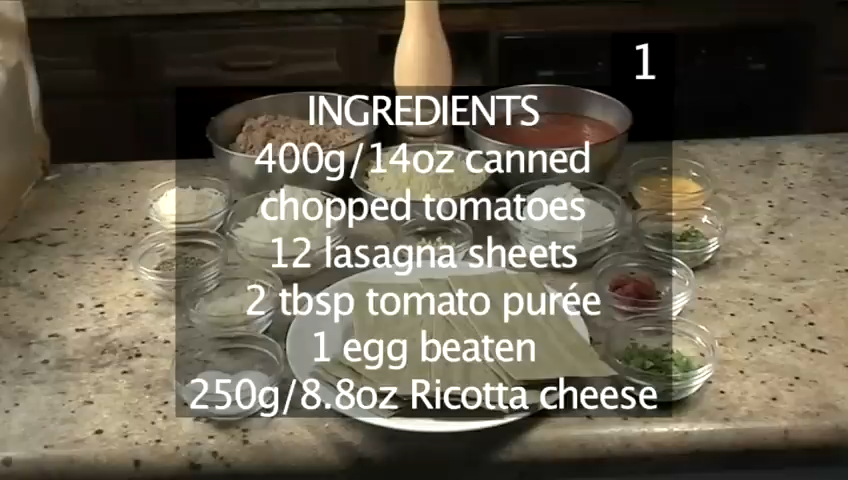 1
INGREDIENTS
400g/14oz canned
chopped tomatoes
12 lasagna sheets
2 tbsp tomato purée
1 egg beaten
250g/8.8oz Ricotta cheese